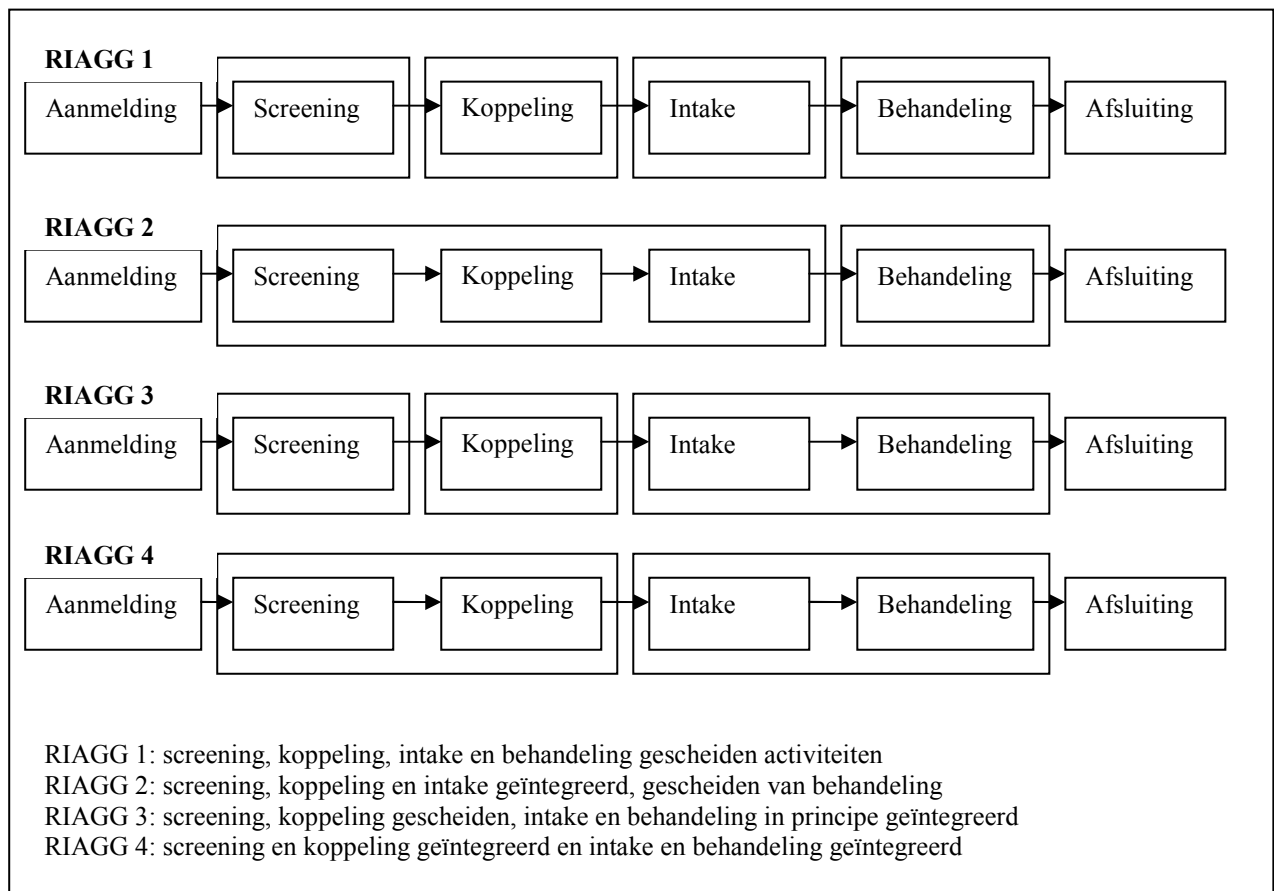 RIAGG 1
Aanmelding Screening Koppeling Intake Behandeling Afsluiting
RIAGG 2
Aanmelding Screening Koppeling Intake Behandeling Afsluiting
RIAGG 3
Aanmelding Screening Koppeling Intake Behandeling Afsluiting
RIAGG 4
Aanmelding Screening Koppeling Intake Behandeling Afsluiting
RIAGG 1: screening, koppeling, intake en behandeling gescheiden activiteiten
RIAGG 2: screening, koppeling en intake geïntegreerd, gescheiden van behandeling
RIAGG 3: screening, koppeling gescheiden, intake en behandeling in principe geïntegreerd
RIAGG 4: screening en koppeling geïntegreerd en intake en behandeling geïntegreerd